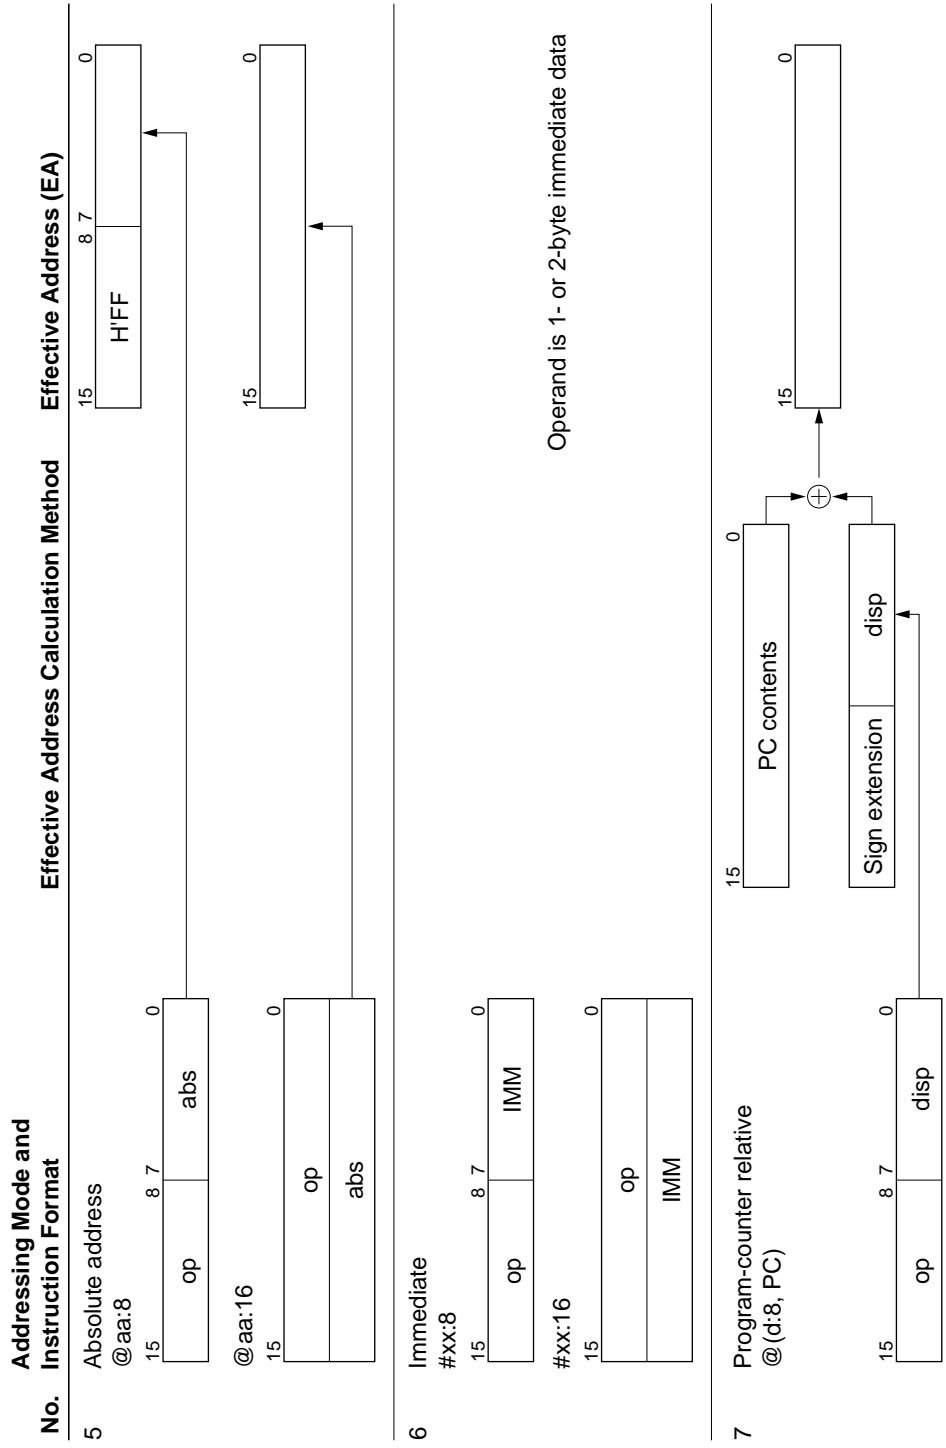 Addressing Mode and
No. Instruction Format Effective Address Calculation Method Effective Address (EA)
5 Absolute address
@aa:8
15 8 7 0
op abs
15 8 7 0
H'FF
@aa:16
15 0
op
abs
15 0
6 Immediate
#xx:8
15 8 7 0
op IMM
Operand is 1- or 2-byte immediate data
#xx:16
15 0
op
IMM
7 Program-counter relative
@(d:8, PC)
15 0
PC contents
15 0
15 8 7 0
op disp
Sign extension disp